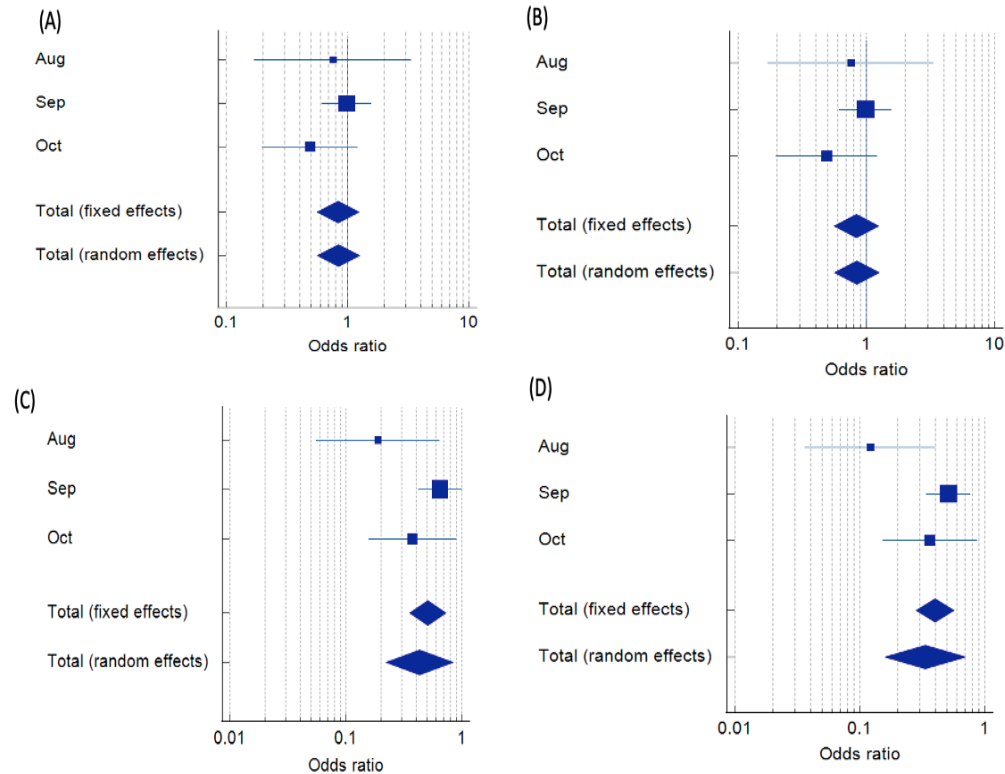 (A)
Aug
Sep
Oct
Total (fixed effects)
Total (random effects)
0.1 1 10
Odds ratio
(B)
Aug
Sep
Oct
Total (fixed effects)
Total (random effects)
0.1 1 10
Odds ratio
(C)
Aug
Sep
Oct
Total (fixed effects)
Total (random effects)
0.01 0.1 1
Odds ratio
(D)
Aug
Sep
Oct
Total (fixed effects)
Total (random effects)
0.01 0.1 1
Odds ratio